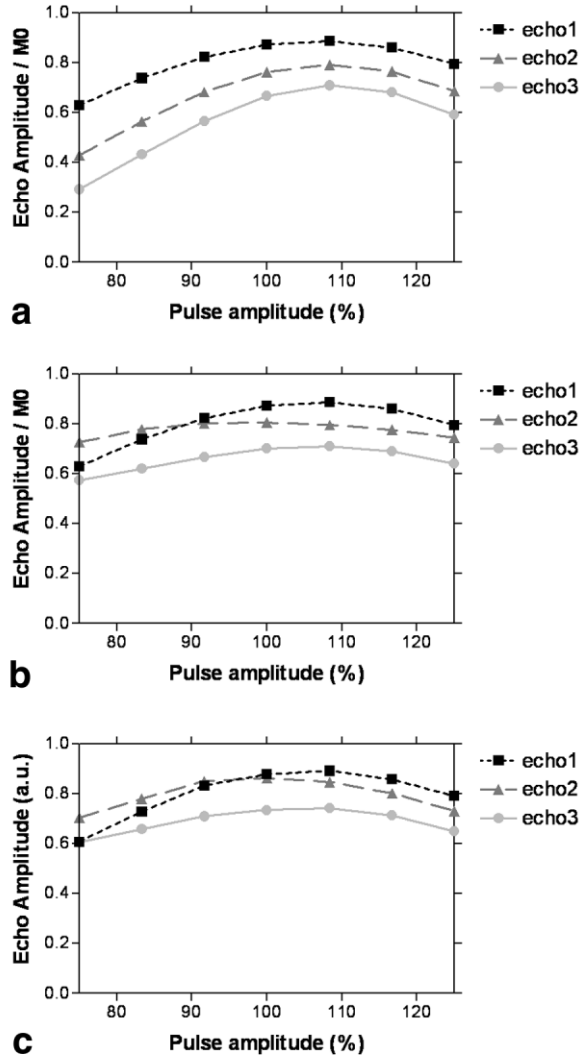 Echo Amplitude / M0
1.0
0.8
0.6
0.4
0.2
0.0
80 90 100 110 120
Pulse amplitude (%)
echo1
echo2
echo3
a
Echo Amplitude / M0
1.0
0.8
0.6
0.4
0.2
0.0
80 90 100 110 120
Pulse amplitude (%)
echo1
echo2
echo3
b
Echo Amplitude (a.u.)
1.0
0.8
0.6
0.4
0.2
0.0
80 90 100 110 120
Pulse amplitude (%)
echo1
echo2
echo3
c